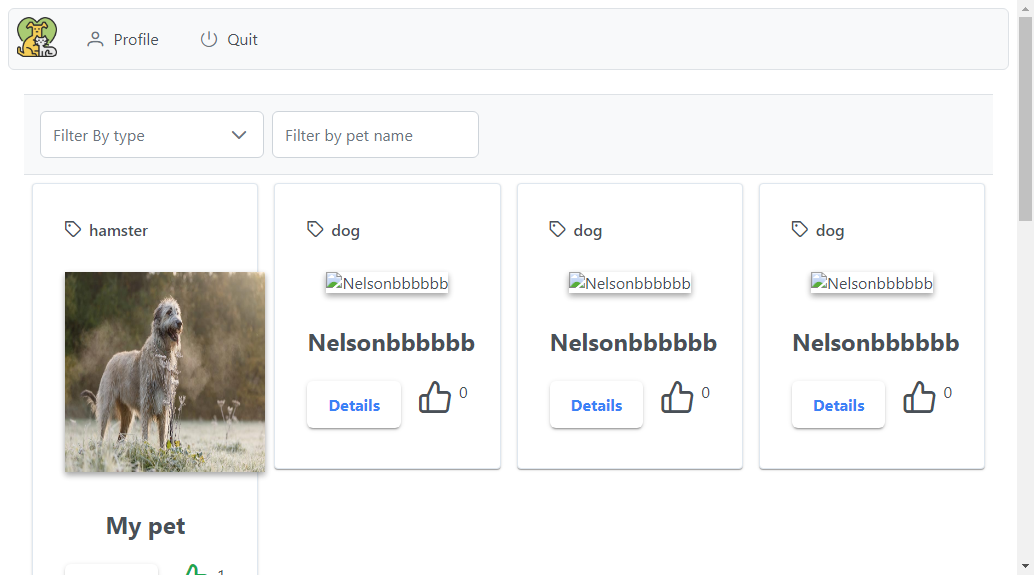 Profile
Quit
Filter By type
Filter by pet name
hamster
My pet
1
dog
Nelsonbbbbbb
Nelsonbbbbbb
Details
0
dog
Nelsonbbbbbb
Nelsonbbbbbb
Details
0
dog
Nelsonbbbbbb
Nelsonbbbbbb
Details
0